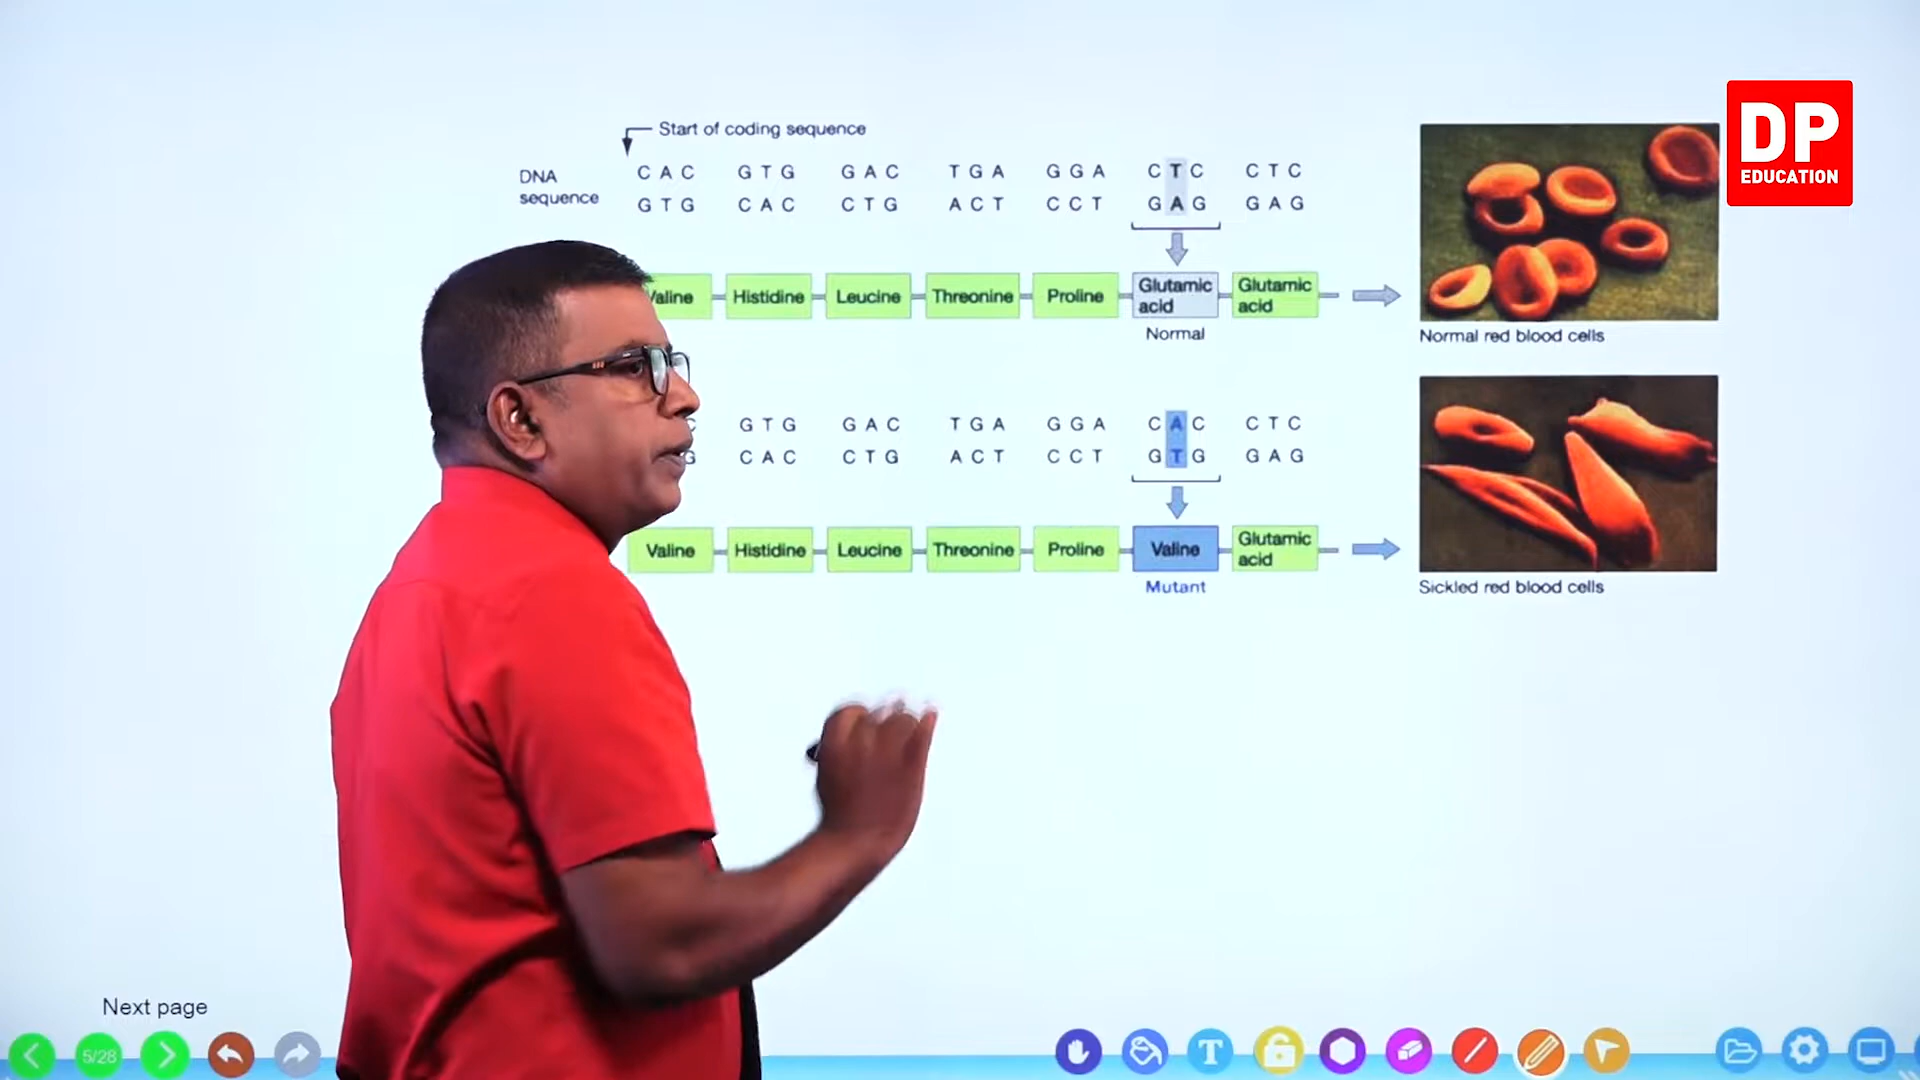 DP
EDUCATION
Start of coding sequence
DNA
sequence
C A C G T G G A C T G A G G A C T C C T C
G T G C A C C T G A C T C C T G A G G A G
Valine Histidine Leucine Threonine Proline Glutamic acid Glutamic acid
Normal
Normal red blood cells
C G T G G A C T G A G G A C A C C T C
G C A C C T G A C T C C T G T G G A G
Valine Histidine Leucine Threonine Proline Valine Glutamic acid
Mutant
Sickled red blood cells
Next page
5/28
T